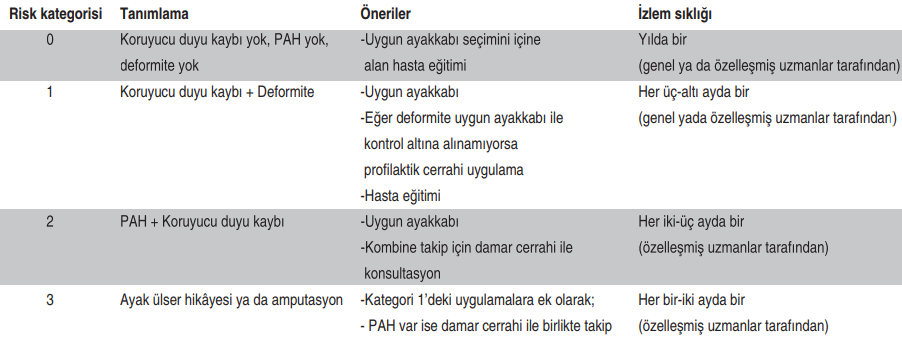 Risk kategorisi Tanımlama Öneriler İzlem sıklığı
0 Koruyucu duyu kaybı yok, PAH yok, -Uygun ayakkabı seçimini içine Yılda bir
deformite yok alan hasta eğitimi (genel ya da özelleşmiş uzmanlar tarafından)
1 Koruyucu duyu kaybı + Deformite -Uygun ayakkabı Her üç-altı ayda bir
-Eğer deformite uygun ayakkabı ile (genel yada özelleşmiş uzmanlar tarafından)
kontrol altına alınamıyorsa
profilaktik cerrahi uygulama
-Hasta eğitimi
2 PAH + Koruyucu duyu kaybı -Uygun ayakkabı Her iki-üç ayda bir
-Kombine takip için damar cerrahi ile (özelleşmiş uzmanlar tarafından)
konsultasyon
3 Ayak ülser hikâyesi ya da amputasyon -Kategori 1’deki uygulamalara ek olarak; Her bir-iki ayda bir
- PAH var ise damar cerrahi ile birlikte takip (özelleşmiş uzmanlar tarafından)